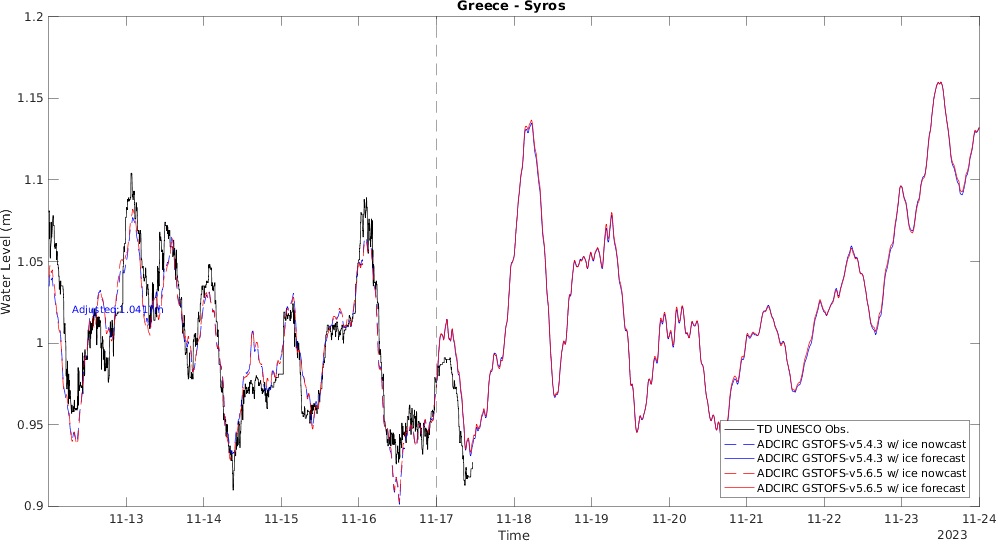 Greece - Syros
1.2
1.15
1.1
1.05
1
0.95
0.9
Water Level (m)
11-13
11-14
11-15
11-16
11-17
11-18
11-19
11-20
11-21
11-22
11-23
11-24
Time
2023
TD UNESCO Obs.
ADCIRC GSTOFS-v5.4.3 w/ ice nowcast
ADCIRC GSTOFS-v5.4.3 w/ ice forecast
ADCIRC GSTOFS-v5.6.5 w/ ice nowcast
ADCIRC GSTOFS-v5.6.5 w/ ice forecast